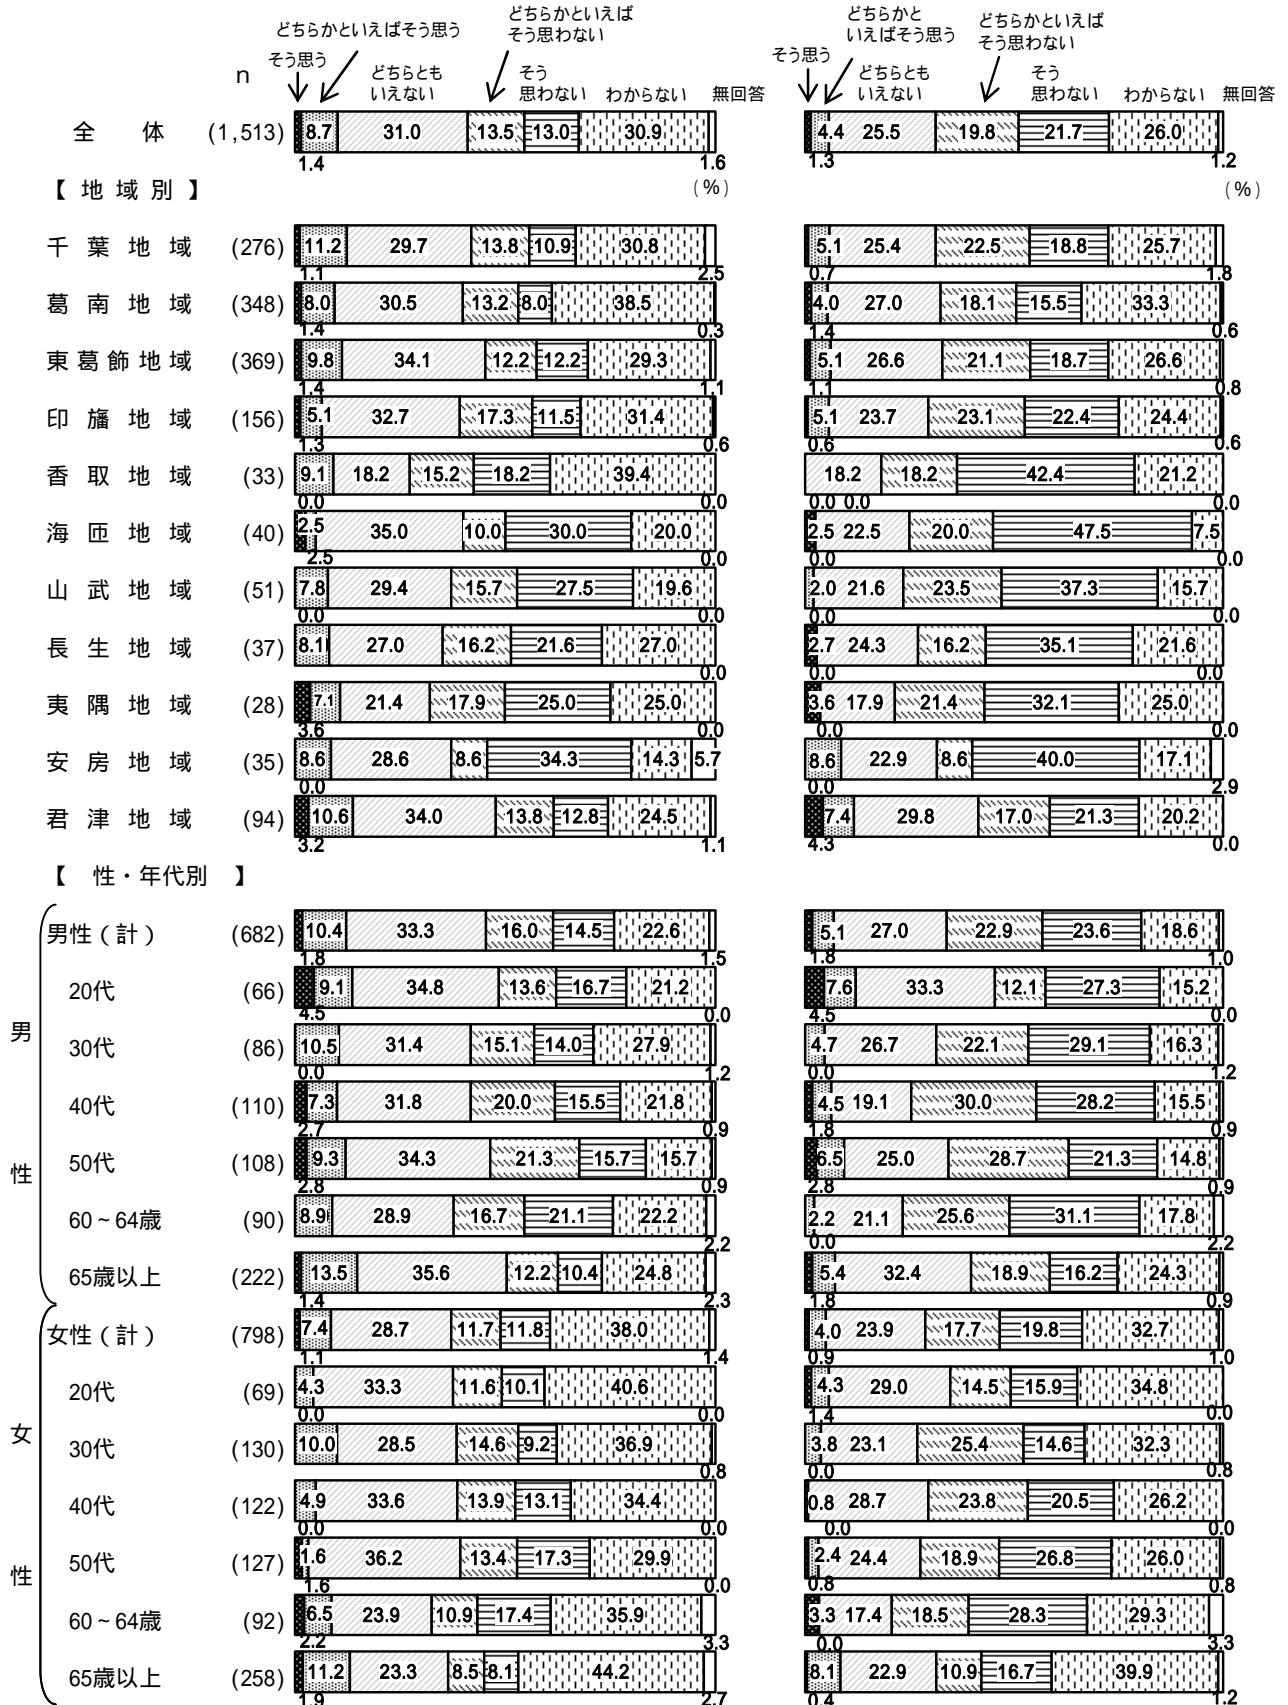 どちらかといえばそう思う
どちらかといえば
そう思わない
どちらかと
いえばそう思う
どちらかといえば
そう思わない
そう思う
そう思う
n
どちらとも
いえない
そう
思わない
わからない
無回答
どちらとも
いえない
そう
思わない
わからない
無回答
全 体 (1,513) 8.7 31.0 13.5 13.0 30.9 4.4 25.5 19.8 21.7 26.0
1.4 1.6 1.3 1.2
【 地 域 別 】 (%) (%)
千 葉 地 域 (276) 11.2 29.7 13.8 10.9 30.8 5.1 25.4 22.5 18.8 25.7
1.1 2.5 0.7 1.8
葛 南 地 域 (348) 8.0 30.5 13.2 8.0 38.5 4.0 27.0 18.1 15.5 33.3
1.4 0.3 1.4 0.6
東 葛 飾 地 域 (369) 9.8 34.1 12.2 12.2 29.3 5.1 26.6 21.1 18.7 26.6
1.4 1.1 1.1 0.8
印 旛 地 域 (156) 5.1 32.7 17.3 11.5 31.4 5.1 23.7 23.1 22.4 24.4
1.3 0.6 0.6 0.6
香 取 地 域 (33) 9.1 18.2 15.2 18.2 39.4 18.2 18.2 42.4 21.2
0.0 0.0 0.0 0.0 0.0
海 匝 地 域 (40) 2.5 35.0 10.0 30.0 20.0 2.5 22.5 20.0 47.5 7.5
2.5 0.0 0.0 0.0
山 武 地 域 (51) 7.8 29.4 15.7 27.5 19.6 2.0 21.6 23.5 37.3 15.7
0.0 0.0 0.0 0.0
長 生 地 域 (37) 8.1 27.0 16.2 21.6 27.0 2.7 24.3 16.2 35.1 21.6
0.0 0.0 0.0
夷 隅 地 域 (28) 7.1 21.4 17.9 25.0 25.0 3.6 17.9 21.4 32.1 25.0
3.6 0.0 0.0 0.0
安 房 地 域 (35) 8.6 28.6 8.6 34.3 14.3 5.7 8.6 22.9 8.6 40.0 17.1
0.0 0.0 2.9
君 津 地 域 (94) 10.6 34.0 13.8 12.8 24.5 7.4 29.8 17.0 21.3 20.2
3.2 1.1 4.3 0.0
【 性・年代別 】
男性（計） (682) 10.4 33.3 16.0 14.5 22.6 5.1 27.0 22.9 23.6 18.6
1.8 1.5 1.8 1.0
20代 (66) 9.1 34.8 13.6 16.7 21.2 7.6 33.3 12.1 27.3 15.2
4.5 0.0 4.5 0.0
男
30代 (86) 10.5 31.4 15.1 14.0 27.9 4.7 26.7 22.1 29.1 16.3
0.0 1.2 0.0 1.2
40代 (110) 7.3 31.8 20.0 15.5 21.8 4.5 19.1 30.0 28.2 15.5
2.7 0.9 1.8 0.9
性
50代 (108) 9.3 34.3 21.3 15.7 15.7 6.5 25.0 28.7 21.3 14.8
2.8 0.9 2.8 0.9
60～64歳 (90) 8.9 28.9 16.7 21.1 22.2 2.2 21.1 25.6 31.1 17.8
2.2 0.0 2.2
65歳以上 (222) 13.5 35.6 12.2 10.4 24.8 5.4 32.4 18.9 16.2 24.3
1.4 2.3 1.8 0.9
女性（計） (798) 7.4 28.7 11.7 11.8 38.0 4.0 23.9 17.7 19.8 32.7
1.1 1.4 0.9 1.0
20代 (69) 4.3 33.3 11.6 10.1 40.6 4.3 29.0 14.5 15.9 34.8
0.0 0.0 1.4 0.0
女
30代 (130) 10.0 28.5 14.6 9.2 36.9 3.8 23.1 25.4 14.6 32.3
0.8 0.0 0.8
40代 (122) 4.9 33.6 13.9 13.1 34.4 0.8 28.7 23.8 20.5 26.2
0.0 0.0 0.0 0.0
性
50代 (127) 1.6 36.2 13.4 17.3 29.9 2.4 24.4 18.9 26.8 26.0
1.6 0.0 0.8 0.8
60～64歳 (92) 6.5 23.9 10.9 17.4 35.9 3.3 17.4 18.5 28.3 29.3
2.2 3.3 0.0 3.3
65歳以上 (258) 11.2 23.3 8.5 8.1 44.2 8.1 22.9 10.9 16.7 39.9
1.9 2.7 0.4 1.2